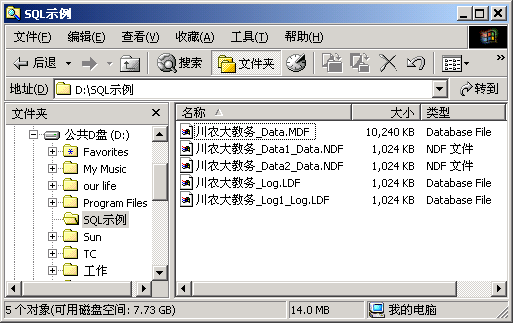 SQL示例
文件(F) 编辑(E) 查看(V) 收藏(A) 工具(T) 帮助(H)
后退 搜索 文件夹
地址(D) D:\SQL示例 转到
文件夹
名称 大小 类型
公共D盘 (D:)
Favorites
My Music
our life
Program Files
SQL示例
Sun
TC
工作
川农大教务_Data.MDF 10,240 KB Database File
川农大教务_Data1_Data.NDF 1,024 KB NDF 文件
川农大教务_Data2_Data.NDF 1,024 KB NDF 文件
川农大教务_Log.LDF 1,024 KB Database File
川农大教务_Log1_Log.LDF 1,024 KB Database File
5 个对象(可用磁盘空间: 7.73 GB) 14.0 MB 我的电脑